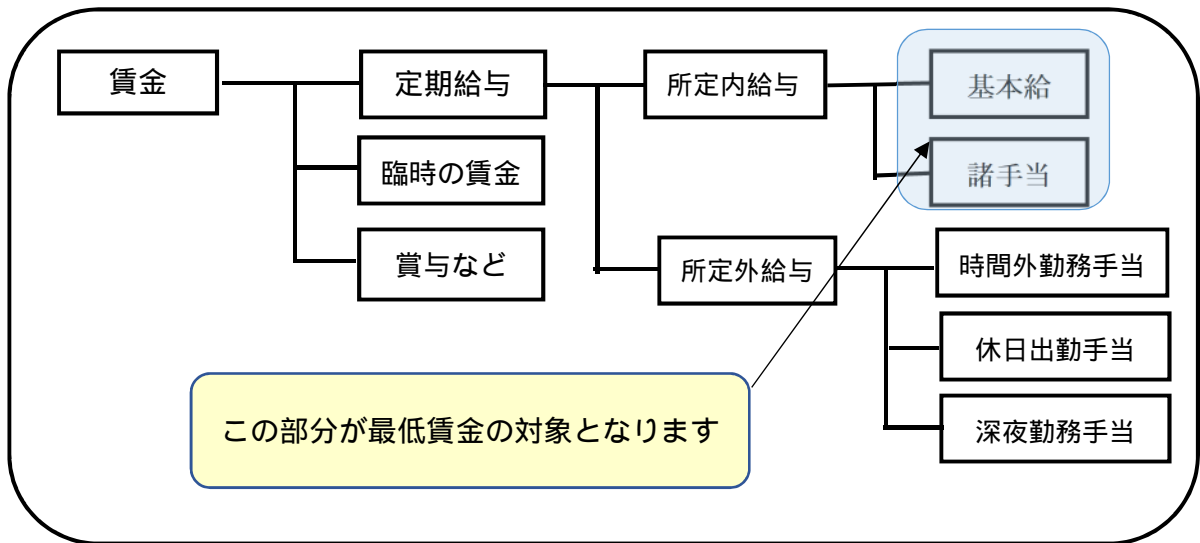 賃金
定期給与
所定内給与
基本給
臨時の賃金
諸手当
賞与など
所定外給与
時間外勤務手当
休日出勤手当
深夜勤務手当
この部分が最低賃金の対象となります